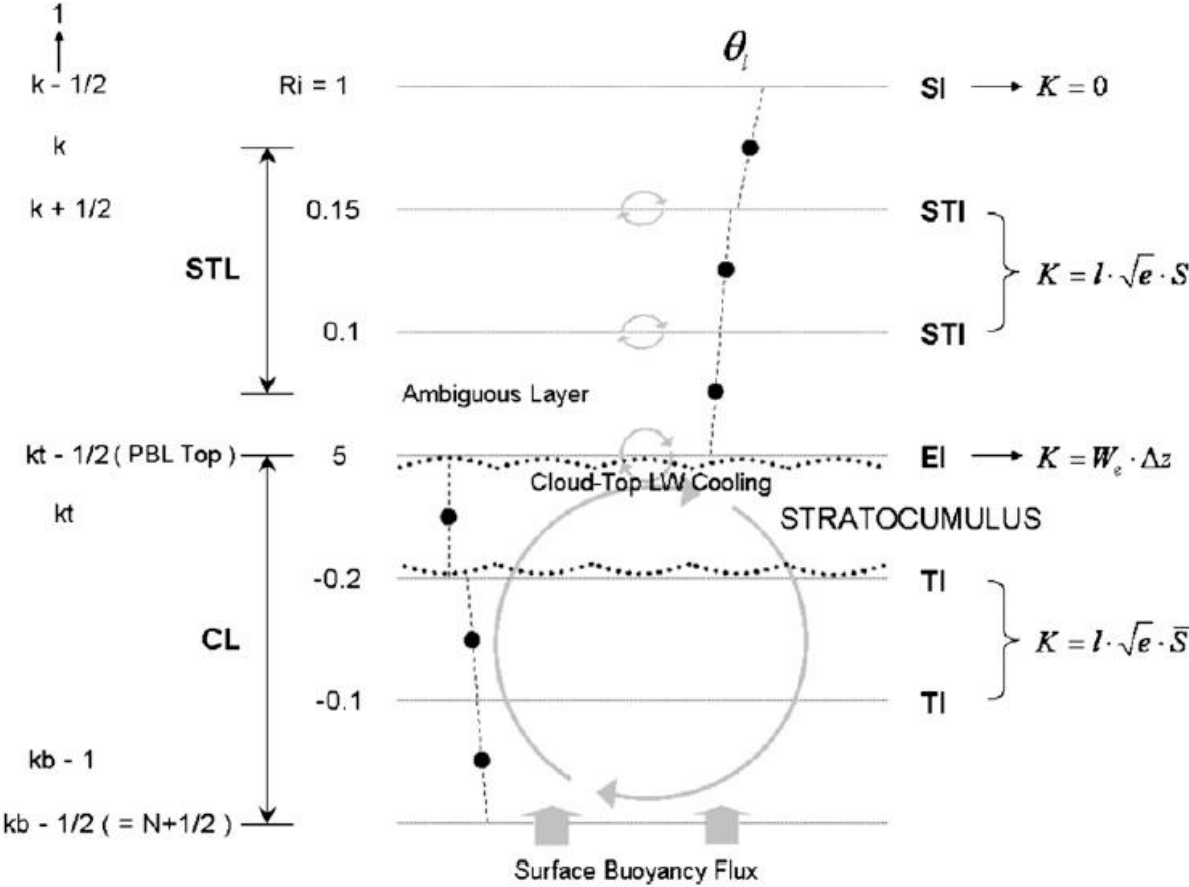 1
θ_l
k - 1/2 Ri = 1 SI K = 0
k
k + 1/2 0.15 STI
STL K = l · √e · S
0.1 STI
Ambiguous Layer
kt - 1/2 ( PBL Top ) 5 EI K = W_e · Δz
Cloud-Top LW Cooling
kt STRATOCUMULUS
-0.2 TI
CL K = l · √e · S̅
-0.1 TI
kb - 1
kb - 1/2 ( = N+1/2 )
Surface Buoyancy Flux